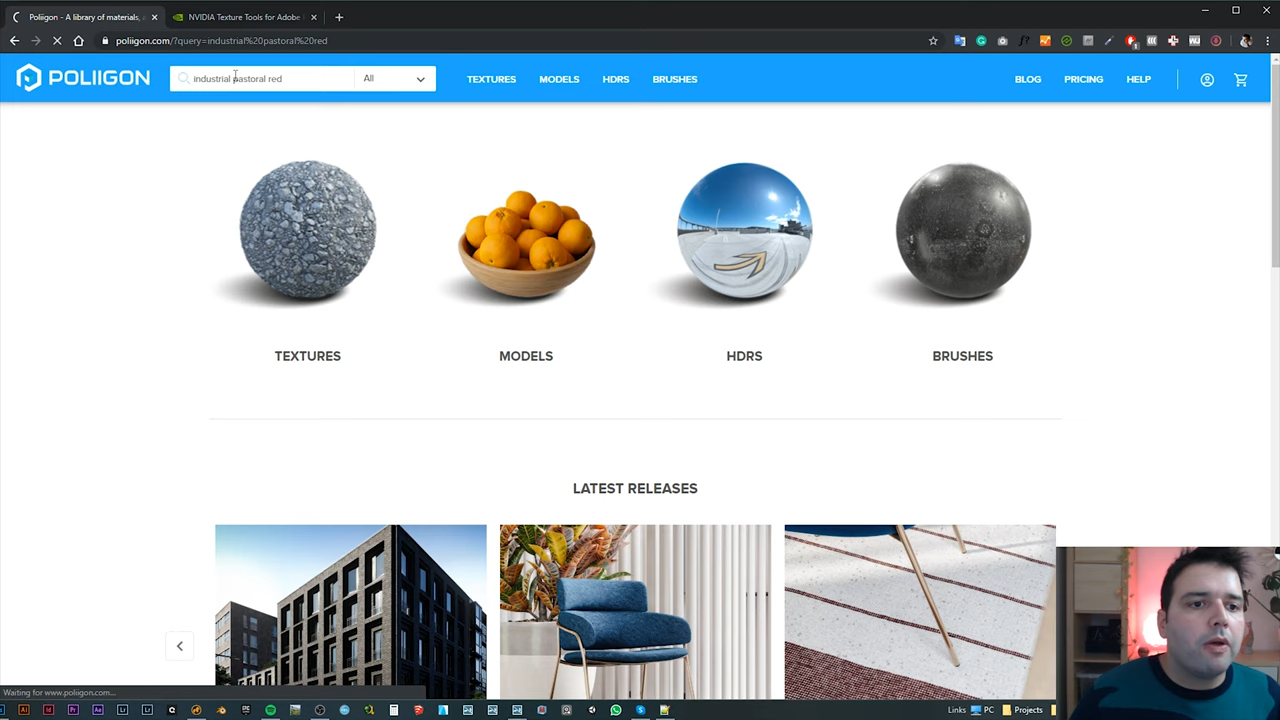 Poliigon - A library of materials,
NVIDIA Texture Tools for Adobe
poliigon.com/?query=industrial%20pastoral%20red
POLIIGON
industrial pastoral red
All
TEXTURES
MODELS
HDRS
BRUSHES
BLOG
PRICING
HELP
TEXTURES
MODELS
HDRS
BRUSHES
LATEST RELEASES
Waiting for www.poliigon.com...
Links
PC
Projects